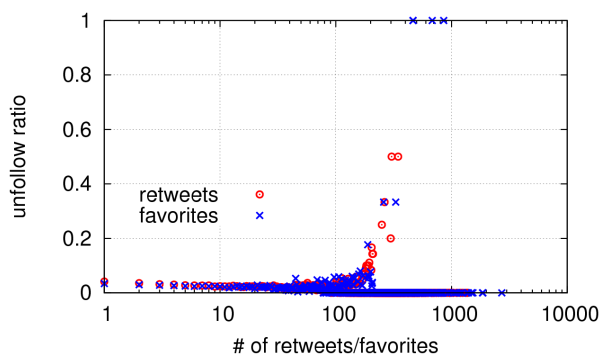 1
0.8
0.6
0.4
0.2
0
unfollow ratio
retweets
favorites
1 10 100 1000 10000
# of retweets/favorites